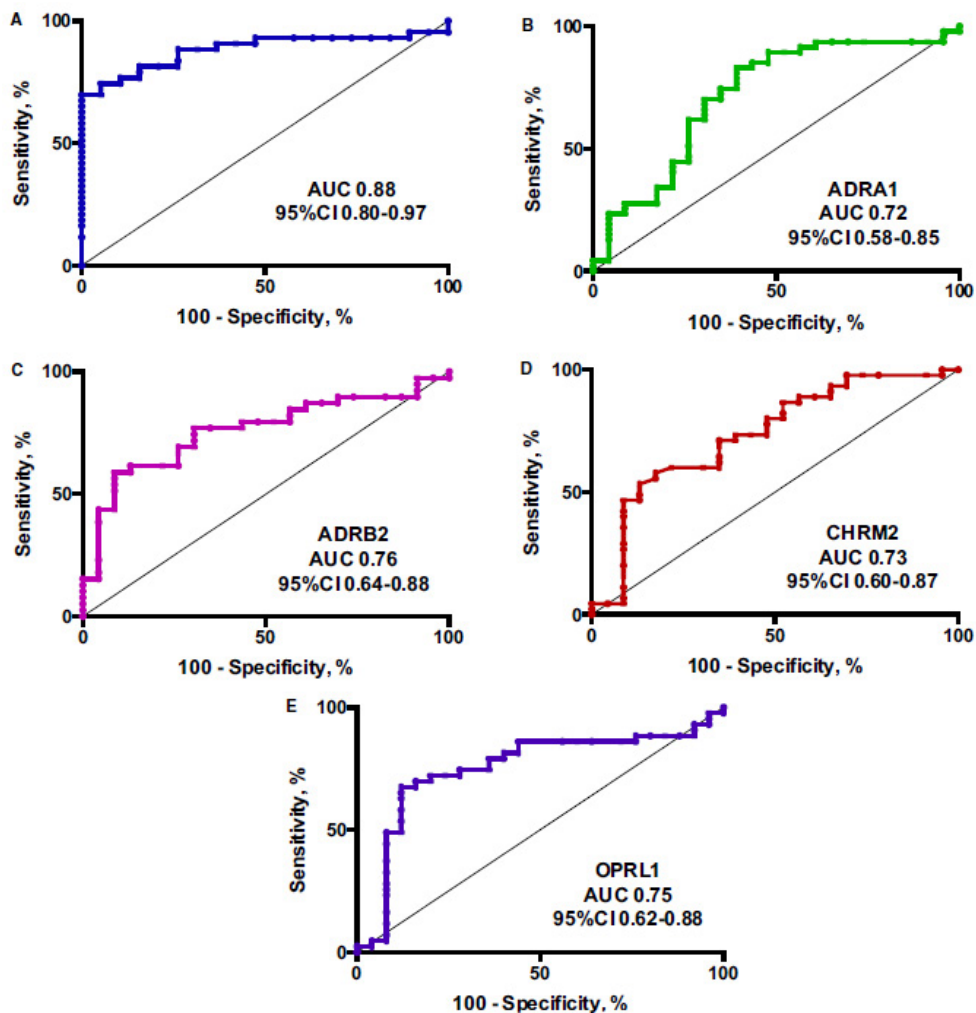 A
100
Sensitivity, %
50
0
0
50
100
AUC 0.88
95%CI 0.80-0.97
100 - Specificity, %
B
100
Sensitivity, %
50
0
0
50
100
ADRA1
AUC 0.72
95%CI 0.58-0.85
100 - Specificity, %
C
100
Sensitivity, %
50
0
0
50
100
ADRB2
AUC 0.76
95%CI 0.64-0.88
100 - Specificity, %
D
100
Sensitivity, %
50
0
0
50
100
CHRM2
AUC 0.73
95%CI 0.60-0.87
100 - Specificity, %
E
100
Sensitivity, %
50
0
0
50
100
OPRL1
AUC 0.75
95%CI 0.62-0.88
100 - Specificity, %